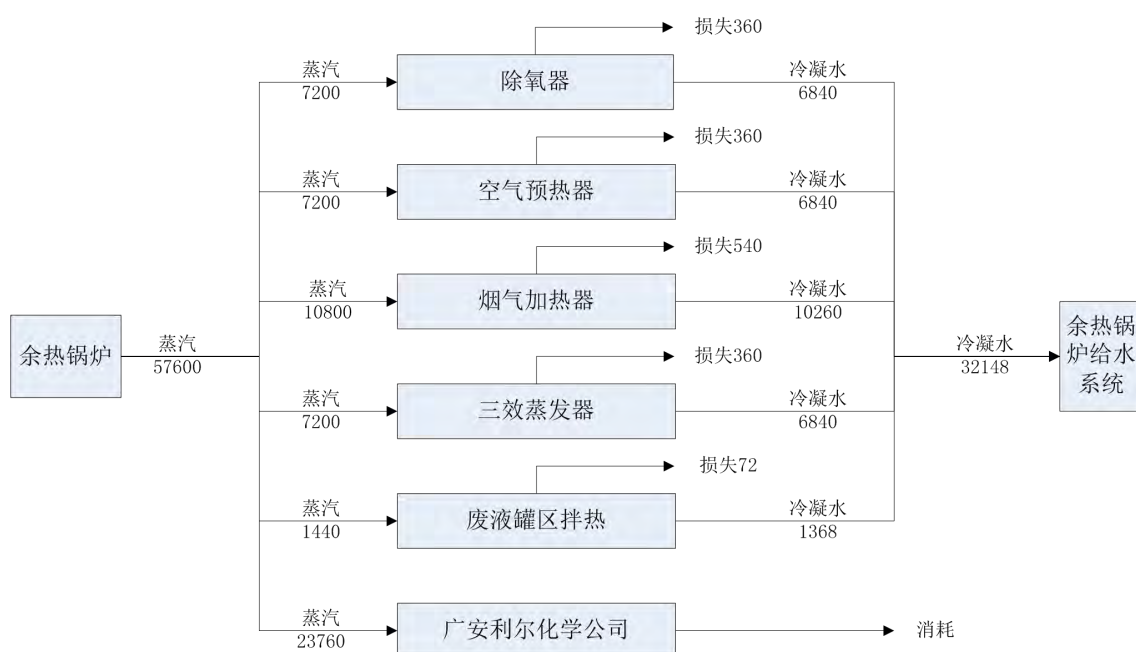 损失360
蒸汽
7200
除氧器
冷凝水
6840
损失360
蒸汽
7200
空气预热器
冷凝水
6840
损失540
蒸汽
10800
烟气加热器
冷凝水
10260
余热锅炉
蒸汽
57600
损失360
蒸汽
7200
三效蒸发器
冷凝水
6840
冷凝水
32148
余热锅
炉给水
系统
损失72
蒸汽
1440
废液罐区拌热
冷凝水
1368
蒸汽
23760
广安利尔化学公司
消耗